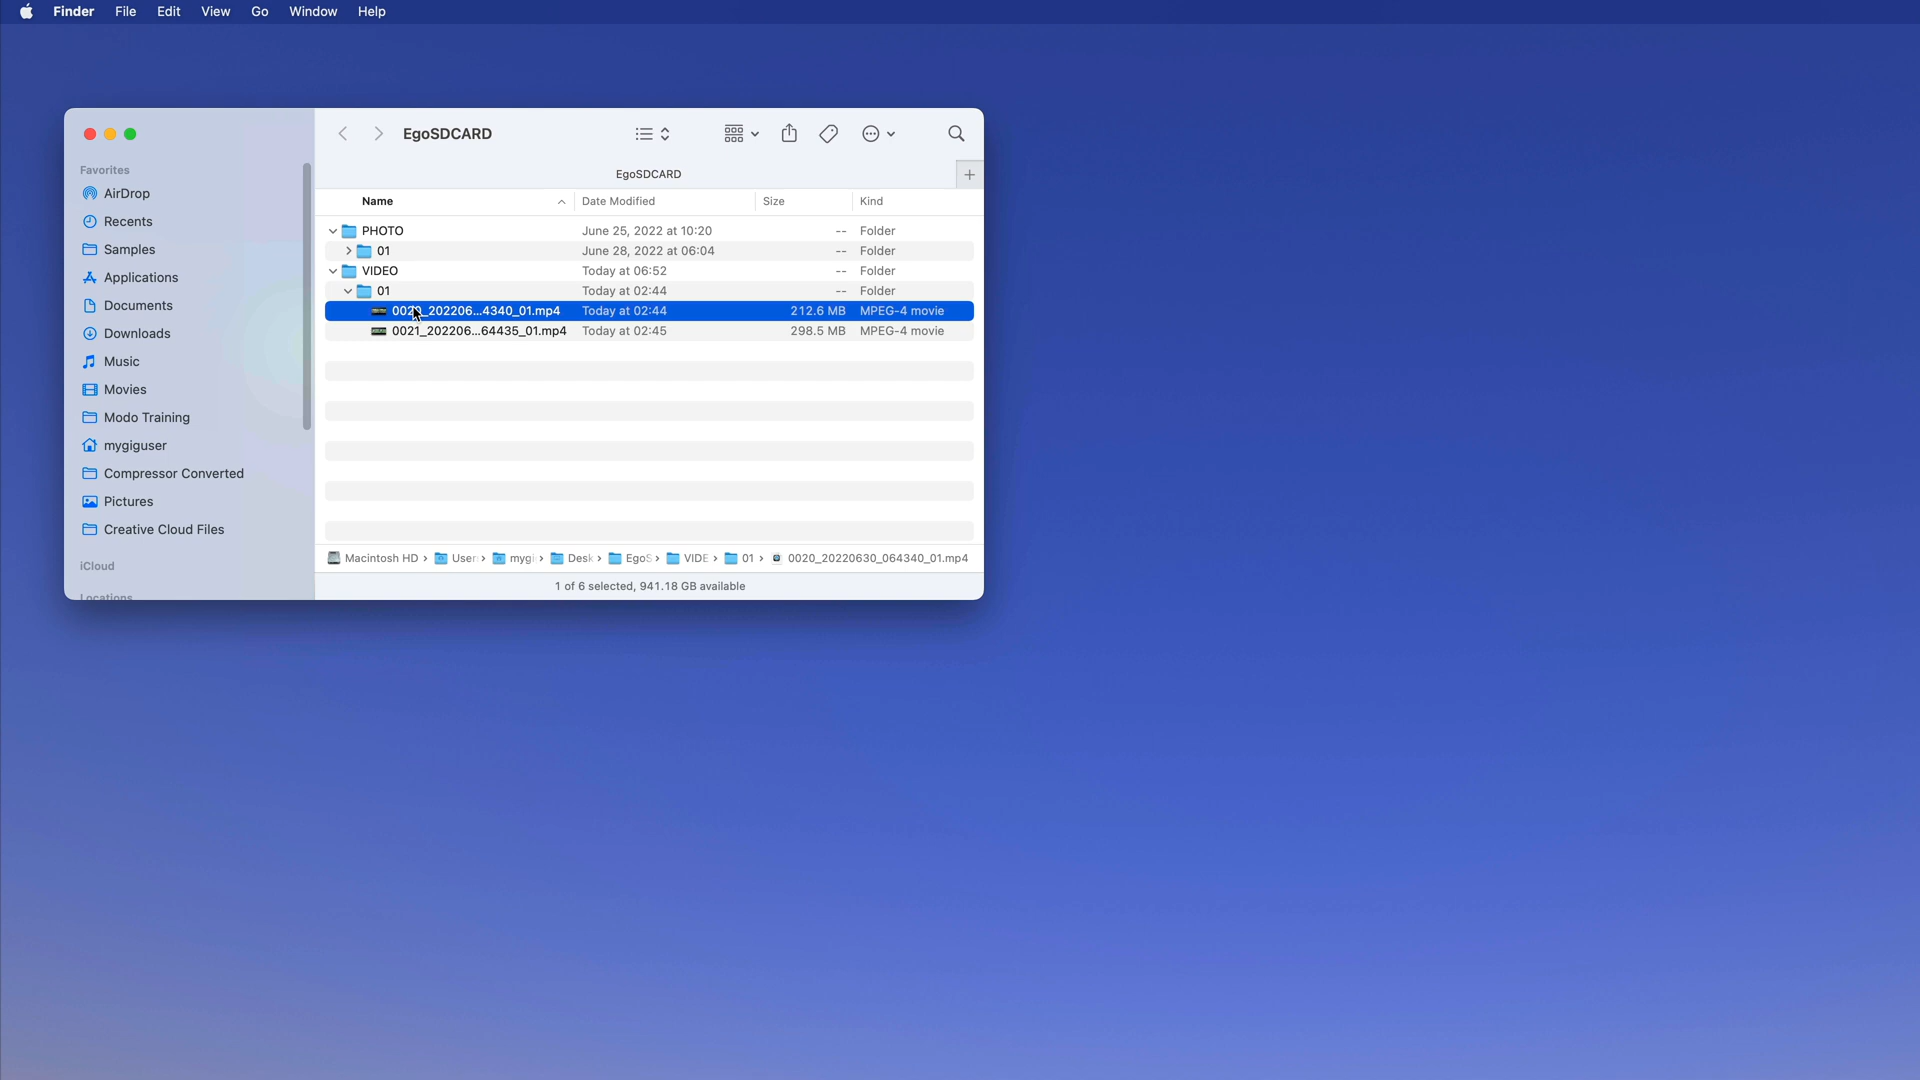 Finder File Edit View Go Window Help
EgoSDCARD
EgoSDCARD
Favorites
AirDrop
Recents
Samples
Applications
Documents
Downloads
Music
Movies
Modo Training
mygiguser
Compressor Converted
Pictures
Creative Cloud Files
iCloud
Locations
Name Date Modified Size Kind
PHOTO June 25, 2022 at 10:20 -- Folder
01 June 28, 2022 at 06:04 -- Folder
VIDEO Today at 06:52 -- Folder
01 Today at 02:44 -- Folder
0020_202206...4340_01.mp4 Today at 02:44 212.6 MB MPEG-4 movie
0021_202206...64435_01.mp4 Today at 02:45 298.5 MB MPEG-4 movie
Macintosh HD › User › mygi › Desk › EgoS › VIDE › 01 › 0020_20220630_064340_01.mp4
1 of 6 selected, 941.18 GB available